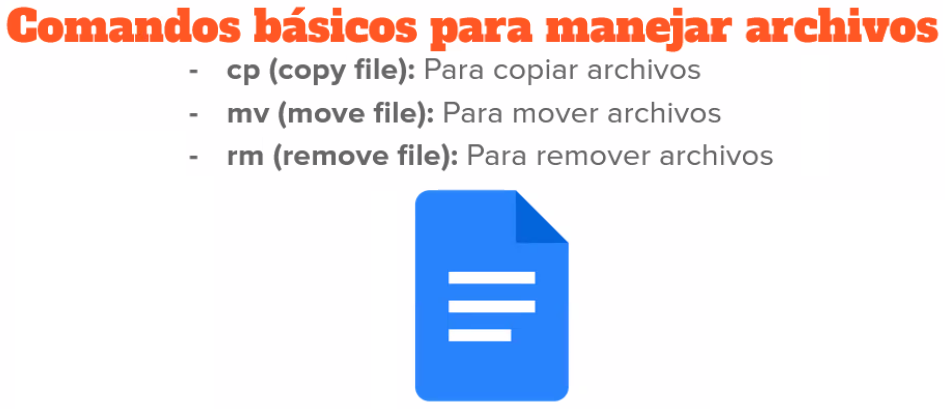 Comandos básicos para manejar archivos
- cp (copy file): Para copiar archivos
- mv (move file): Para mover archivos
- rm (remove file): Para remover archivos